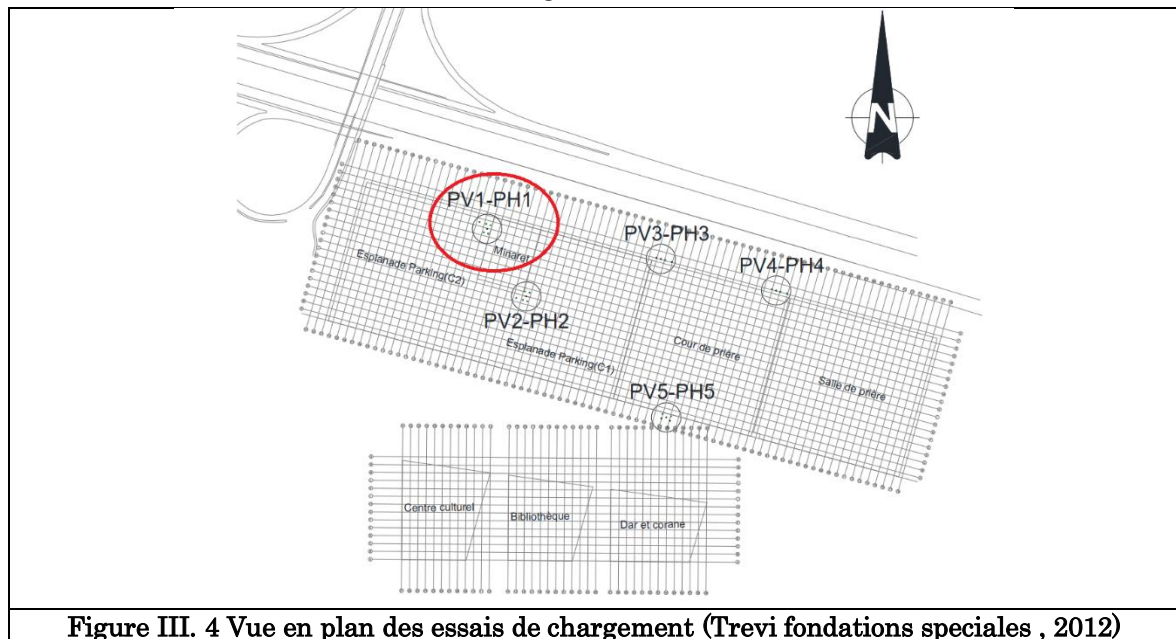 N
PV1-PH1
Minaret
PV3-PH3
Esplanade Parking(C2)
PV4-PH4
PV2-PH2
Esplanade Parking(C1)
Cour de prière
Salle de prière
PV5-PH5
Centre culturel
Bibliothèque
Dar et corane
Figure III. 4 Vue en plan des essais de chargement (Trevi fondations speciales , 2012)